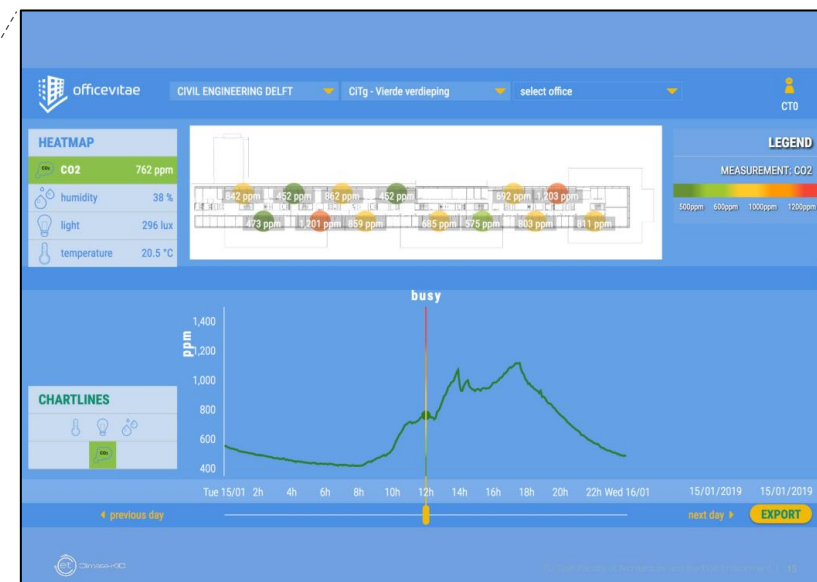 officevitae
CIVIL ENGINEERING DELFT
CiTg - Vierde verdieping
select office
CT0
HEATMAP
CO2 762 ppm
humidity 38 %
light 296 lux
temperature 20.5 °C
842 ppm 452 ppm 862 ppm 452 ppm 692 ppm 1,203 ppm
473 ppm 1,201 ppm 859 ppm 685 ppm 575 ppm 803 ppm 811 ppm
LEGEND
MEASUREMENT: CO2
500ppm 600ppm 1000ppm 1200ppm
busy
ppm
1,400
1,200
1,000
800
600
400
CHARTLINES
Tue 15/01 2h 4h 6h 8h 10h 12h 14h 16h 18h 20h 22h Wed 16/01
15/01/2019 15/01/2019
previous day
next day
EXPORT
Climate-KIC